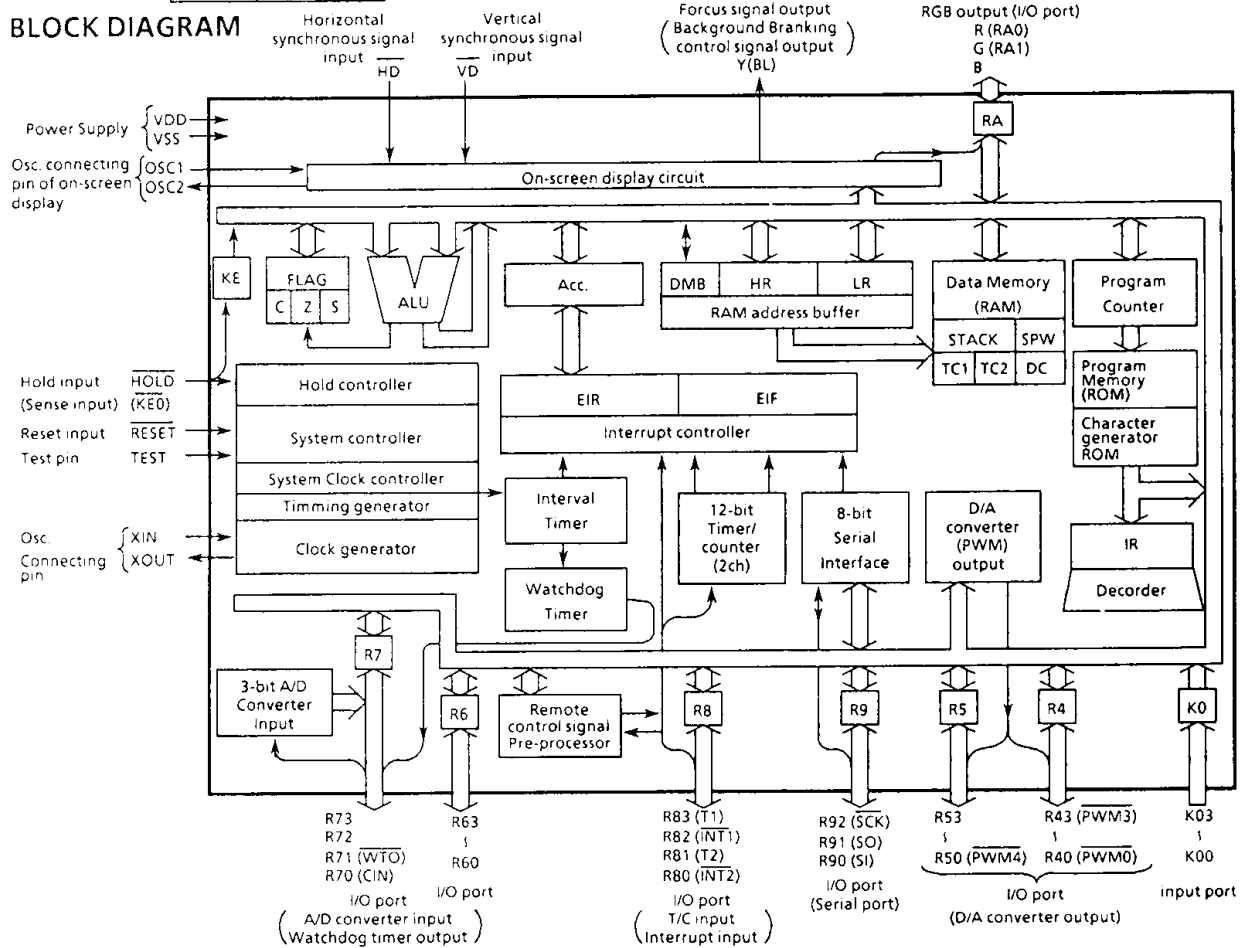 BLOCK DIAGRAM
Horizontal
synchronous signal
input
HD
Vertical
synchronous signal
input
VD
Forcus signal output
(Background Branking
control signal output)
Y(BL)
RGB output (I/O port)
R (RA0)
G (RA1)
B
Power Supply
VDD
VSS
RA
Osc. connecting
pin of on-screen
display
OSC1
OSC2
On-screen display circuit
KE
FLAG
C Z S
ALU
Acc.
DMB HR LR
RAM address buffer
Data Memory
(RAM)
STACK SPW
TC1 TC2 DC
Program
Counter
Program
Memory
(ROM)
Character
generator
ROM
Hold input HOLD
(Sense input) (KE0)
Reset input RESET
Test pin TEST
Hold controller
System controller
System Clock controller
Timming generator
Clock generator
Osc.
Connecting
pin
XIN
XOUT
EIR EIF
Interrupt controller
Interval
Timer
Watchdog
Timer
12-bit
Timer/
counter
(2ch)
8-bit
Serial
Interface
D/A
converter
(PWM)
output
IR
Decorder
R7
3-bit A/D
Converter
Input
R6
Remote
control signal
Pre-processor
R8
R9
R5
R4
K0
R73
R72
R71 (WTO)
R70 (CIN)
I/O port
(A/D converter input
Watchdog timer output)
R63
~
R60
I/O port
R83 (T1)
R82 (INT1)
R81 (T2)
R80 (INT2)
I/O port
(T/C input
Interrupt input)
R92 (SCK)
R91 (SO)
R90 (SI)
I/O port
(Serial port)
R53
~
R50 (PWM4)
R43 (PWM3)
~
R40 (PWM0)
I/O port
(D/A converter output)
K03
~
K00
input port